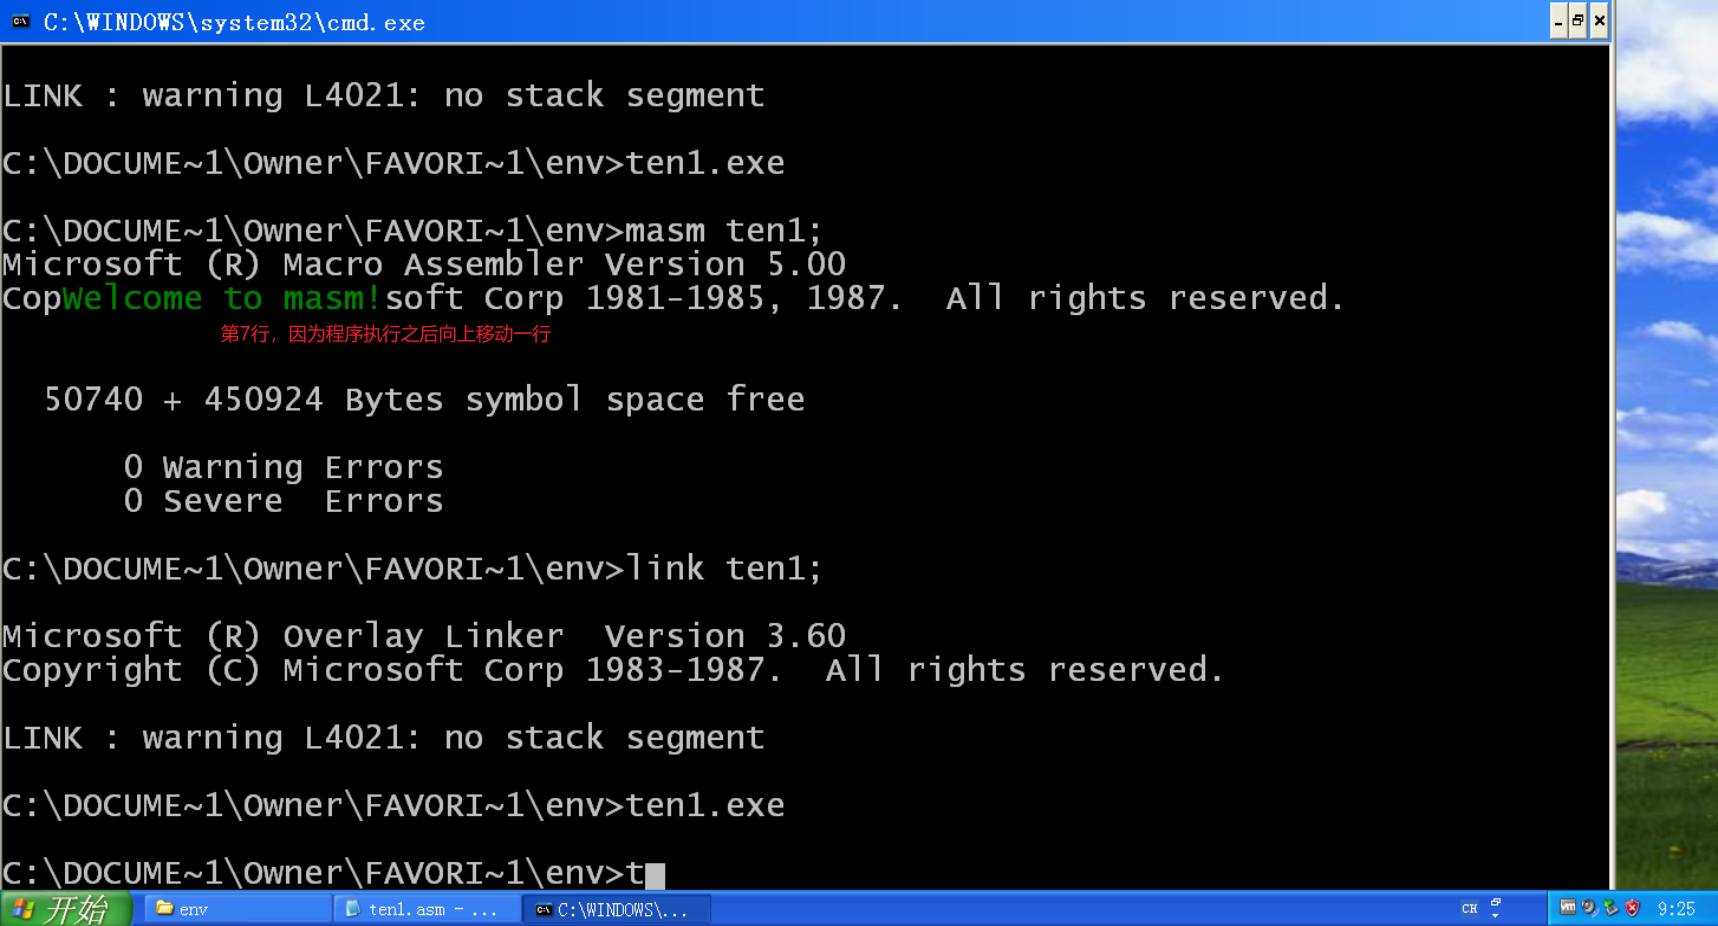 C:\WINDOWS\system32\cmd.exe
LINK : warning L4021: no stack segment
C:\DOCUME~1\Owner\FAVORI~1\env>ten1.exe
C:\DOCUME~1\Owner\FAVORI~1\env>masm ten1;
Microsoft (R) Macro Assembler Version 5.00
CopWelcome to masm!soft Corp 1981-1985, 1987.  All rights reserved.
第7行，因为程序执行之后向上移动一行
50740 + 450924 Bytes symbol space free
0 Warning Errors
0 Severe  Errors
C:\DOCUME~1\Owner\FAVORI~1\env>link ten1;
Microsoft (R) Overlay Linker  Version 3.60
Copyright (C) Microsoft Corp 1983-1987.  All rights reserved.
LINK : warning L4021: no stack segment
C:\DOCUME~1\Owner\FAVORI~1\env>ten1.exe
C:\DOCUME~1\Owner\FAVORI~1\env>t
开始 env ten1.asm - ... C:\WINDOWS\... CH 9:25